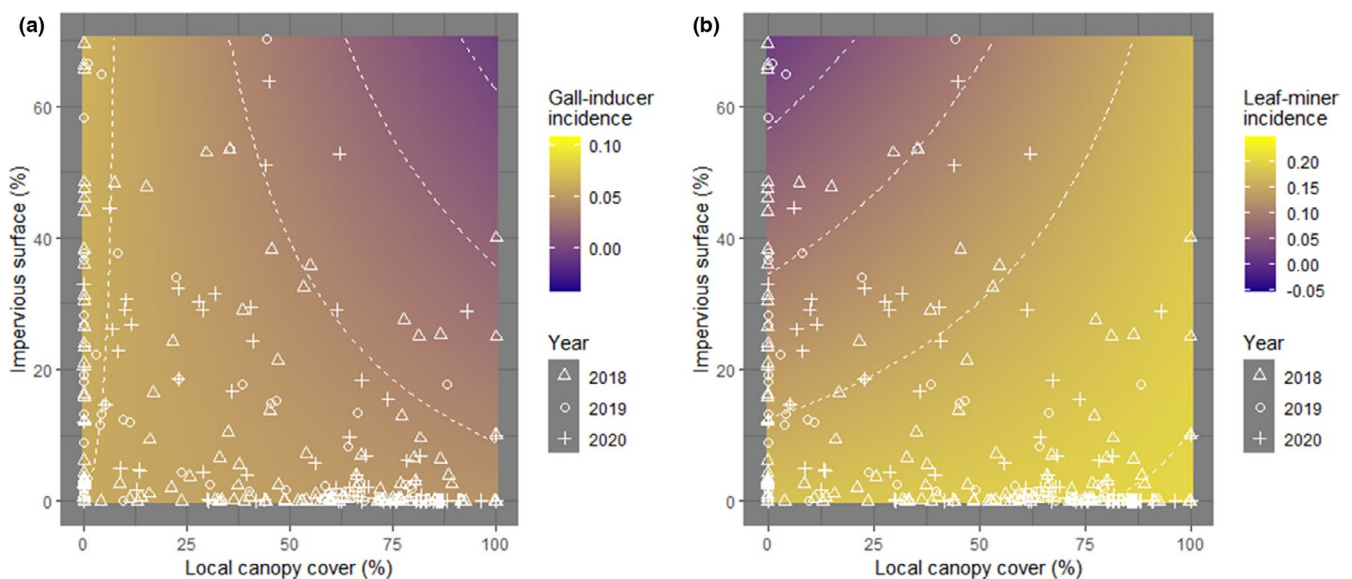 (a)
Impervious surface (%)
60
40
20
0
0
25
50
75
100
Local canopy cover (%)
Gall-inducer
incidence
0.10
0.05
0.00
Year
2018
2019
2020
(b)
Impervious surface (%)
60
40
20
0
0
25
50
75
100
Local canopy cover (%)
Leaf-miner
incidence
0.20
0.15
0.10
0.05
0.00
-0.05
Year
2018
2019
2020